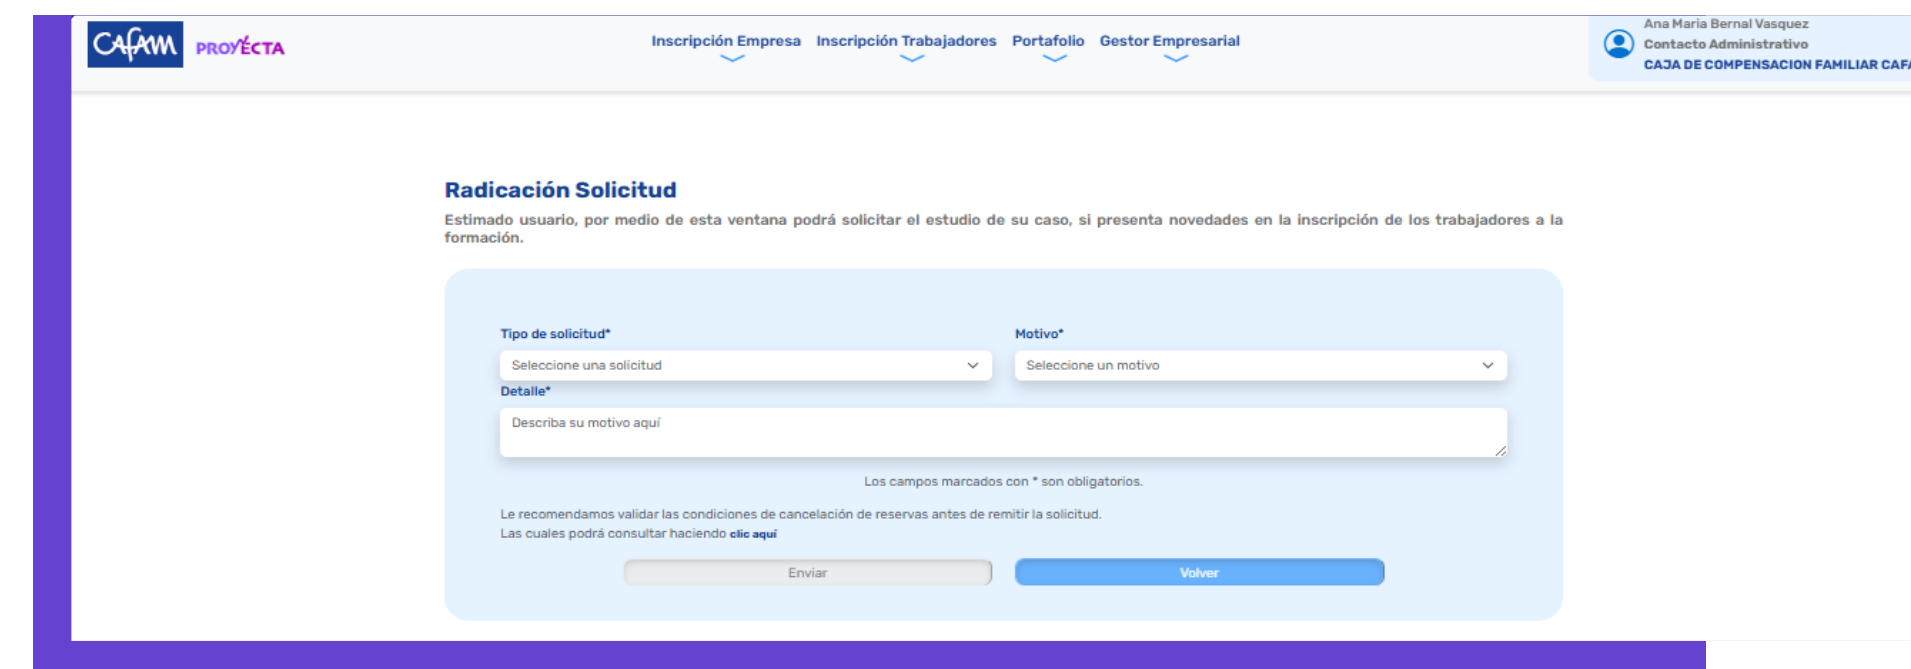 CAFAM PROYÉCTA
Inscripción Empresa Inscripción Trabajadores Portafolio Gestor Empresarial
Ana Maria Bernal Vasquez
Contacto Administrativo
CAJA DE COMPENSACION FAMILIAR CAFA
Radicación Solicitud
Estimado usuario, por medio de esta ventana podrá solicitar el estudio de su caso, si presenta novedades en la inscripción de los trabajadores a la
formación.
Tipo de solicitud* Motivo*
Seleccione una solicitud Seleccione un motivo
Detalle*
Describa su motivo aquí
Los campos marcados con * son obligatorios.
Le recomendamos validar las condiciones de cancelación de reservas antes de remitir la solicitud.
Las cuales podrá consultar haciendo clic aquí
Enviar Volver